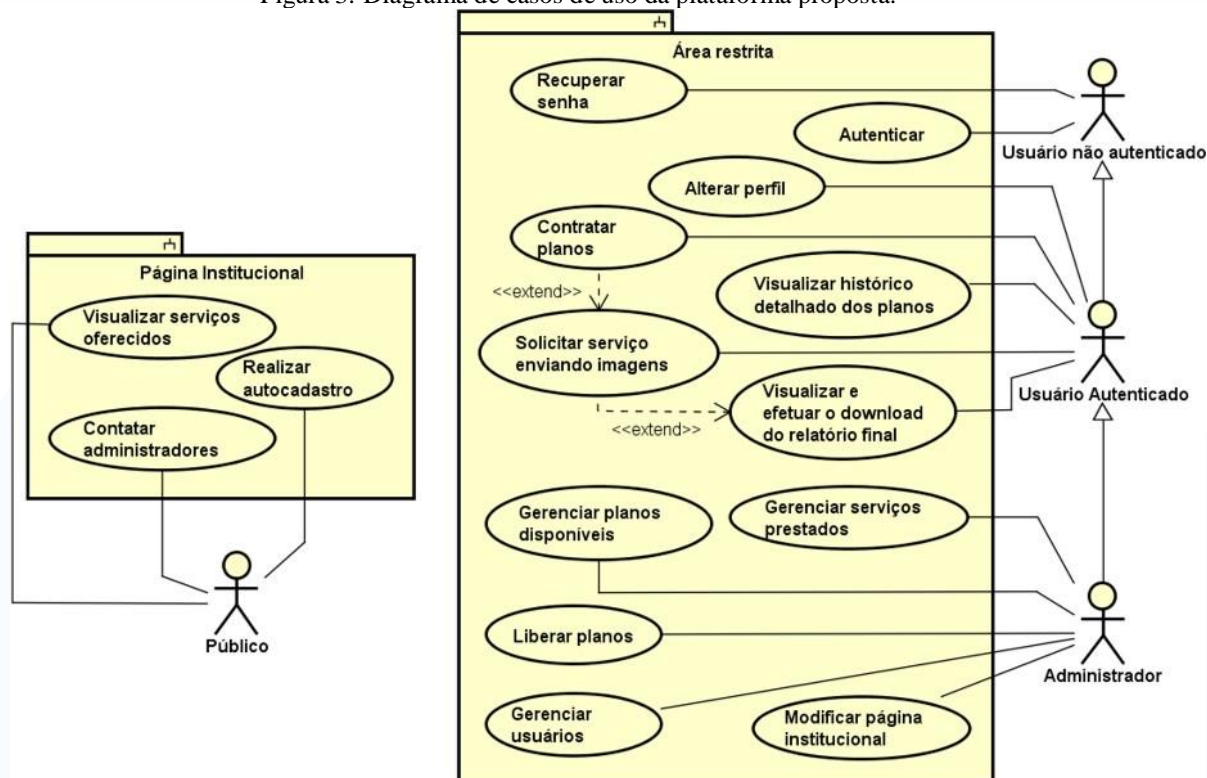 Figura 3: Diagrama de casos de uso da plataforma proposta.
Área restrita
Recuperar
senha
Autenticar
Usuário não autenticado
Alterar perfil
Contratar
planos
<<extend>>
Visualizar histórico
detalhado dos planos
Solicitar serviço
enviando imagens
Visualizar e
efetuar o download
do relatório final
<<extend>>
Usuário Autenticado
Página Institucional
Visualizar serviços
oferecidos
Realizar
autocadastro
Contatar
administradores
Público
Gerenciar planos
disponíveis
Gerenciar serviços
prestados
Liberar planos
Administrador
Gerenciar
usuários
Modificar página
institucional